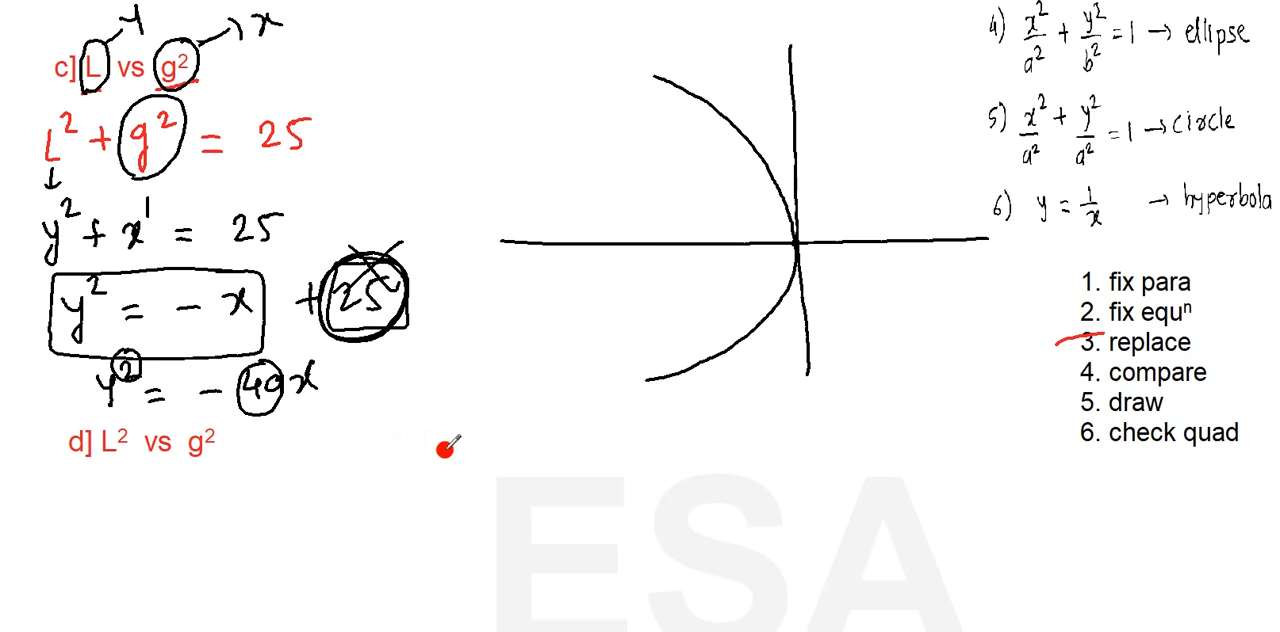 y
x
c] L vs g²
L² + g² = 25
y² + x¹ = 25
y² = - x + 25
y² = - 4ax
d] L² vs g²
4) x²/a² + y²/b² = 1 → ellipse
5) x²/a² + y²/a² = 1 → circle
6) y = 1/x → hyperbola
1. fix para
2. fix equⁿ
3. replace
4. compare
5. draw
6. check quad
ESA